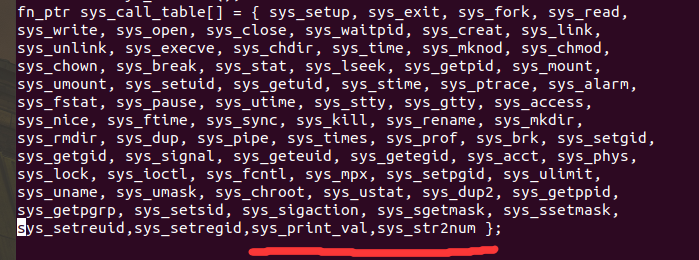 fn_ptr sys_call_table[] = { sys_setup, sys_exit, sys_fork, sys_read,
sys_write, sys_open, sys_close, sys_waitpid, sys_creat, sys_link,
sys_unlink, sys_execve, sys_chdir, sys_time, sys_mknod, sys_chmod,
sys_chown, sys_break, sys_stat, sys_lseek, sys_getpid, sys_mount,
sys_umount, sys_setuid, sys_getuid, sys_stime, sys_ptrace, sys_alarm,
sys_fstat, sys_pause, sys_utime, sys_stty, sys_gtty, sys_access,
sys_nice, sys_ftime, sys_sync, sys_kill, sys_rename, sys_mkdir,
sys_rmdir, sys_dup, sys_pipe, sys_times, sys_prof, sys_brk, sys_setgid,
sys_getgid, sys_signal, sys_geteuid, sys_getegid, sys_acct, sys_phys,
sys_lock, sys_ioctl, sys_fcntl, sys_mpx, sys_setpgid, sys_ulimit,
sys_uname, sys_umask, sys_chroot, sys_ustat, sys_dup2, sys_getppid,
sys_getpgrp, sys_setsid, sys_sigaction, sys_sgetmask, sys_ssetmask,
sys_setreuid,sys_setregid,sys_print_val,sys_str2num };